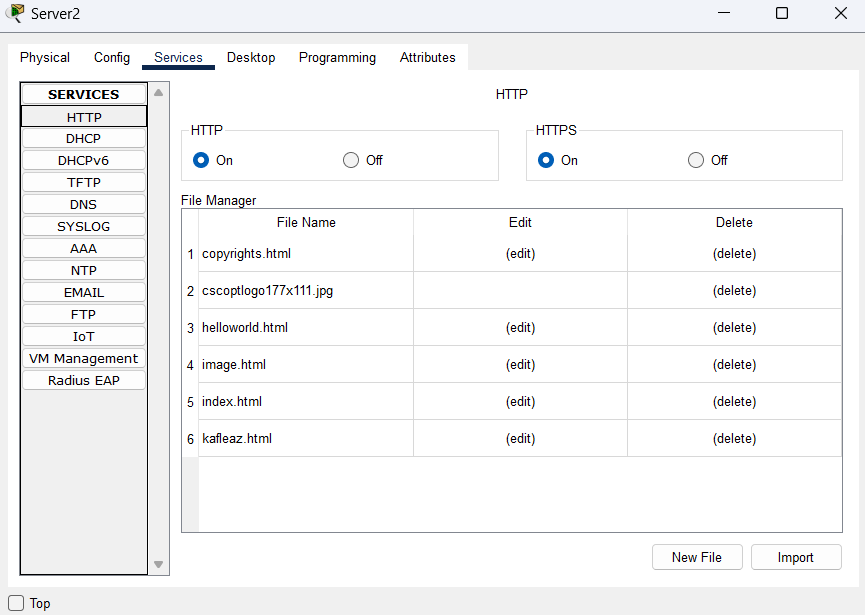 Server2
Physical Config Services Desktop Programming Attributes
SERVICES
HTTP
DHCP
DHCPv6
TFTP
DNS
SYSLOG
AAA
NTP
EMAIL
FTP
IoT
VM Management
Radius EAP
HTTP
HTTP
On Off
HTTPS
On Off
File Manager
File Name Edit Delete
1 copyrights.html (edit) (delete)
2 cscoptlogo177x111.jpg (delete)
3 helloworld.html (edit) (delete)
4 image.html (edit) (delete)
5 index.html (edit) (delete)
6 kafleaz.html (edit) (delete)
New File Import
Top